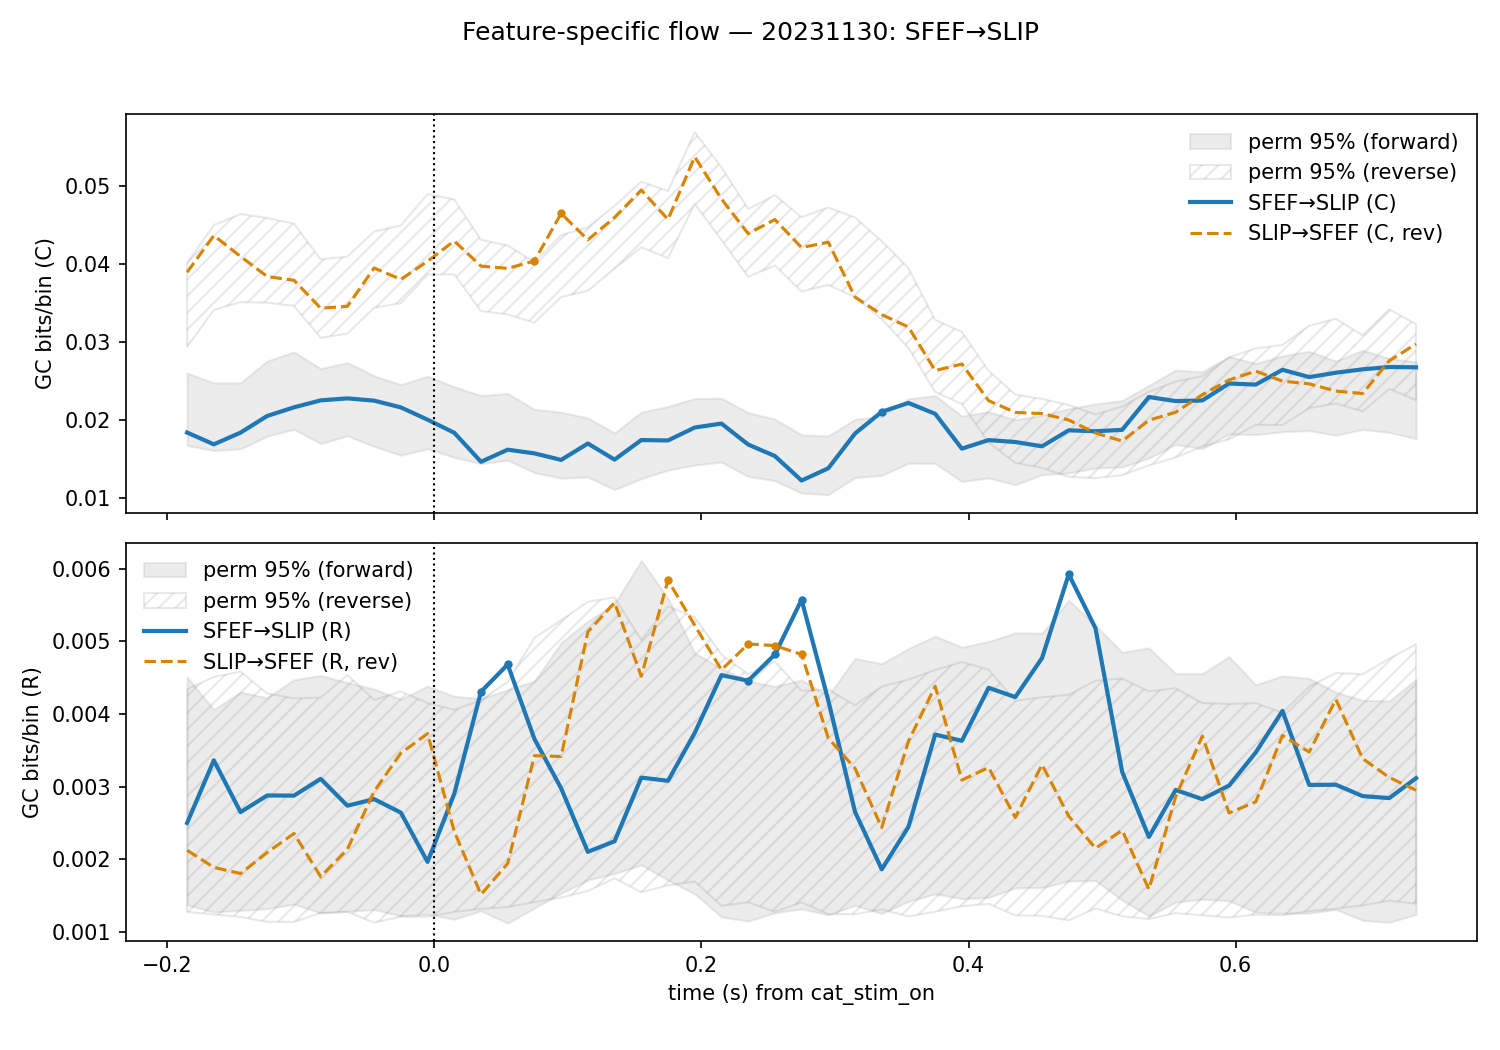 Feature-specific flow — 20231130: SFEF→SLIP
GC bits/bin (C)
0.05
0.04
0.03
0.02
0.01
perm 95% (forward)
perm 95% (reverse)
SFEF→SLIP (C)
SLIP→SFEF (C, rev)
GC bits/bin (R)
0.006
0.005
0.004
0.003
0.002
0.001
perm 95% (forward)
perm 95% (reverse)
SFEF→SLIP (R)
SLIP→SFEF (R, rev)
−0.2
0.0
0.2
0.4
0.6
time (s) from cat_stim_on